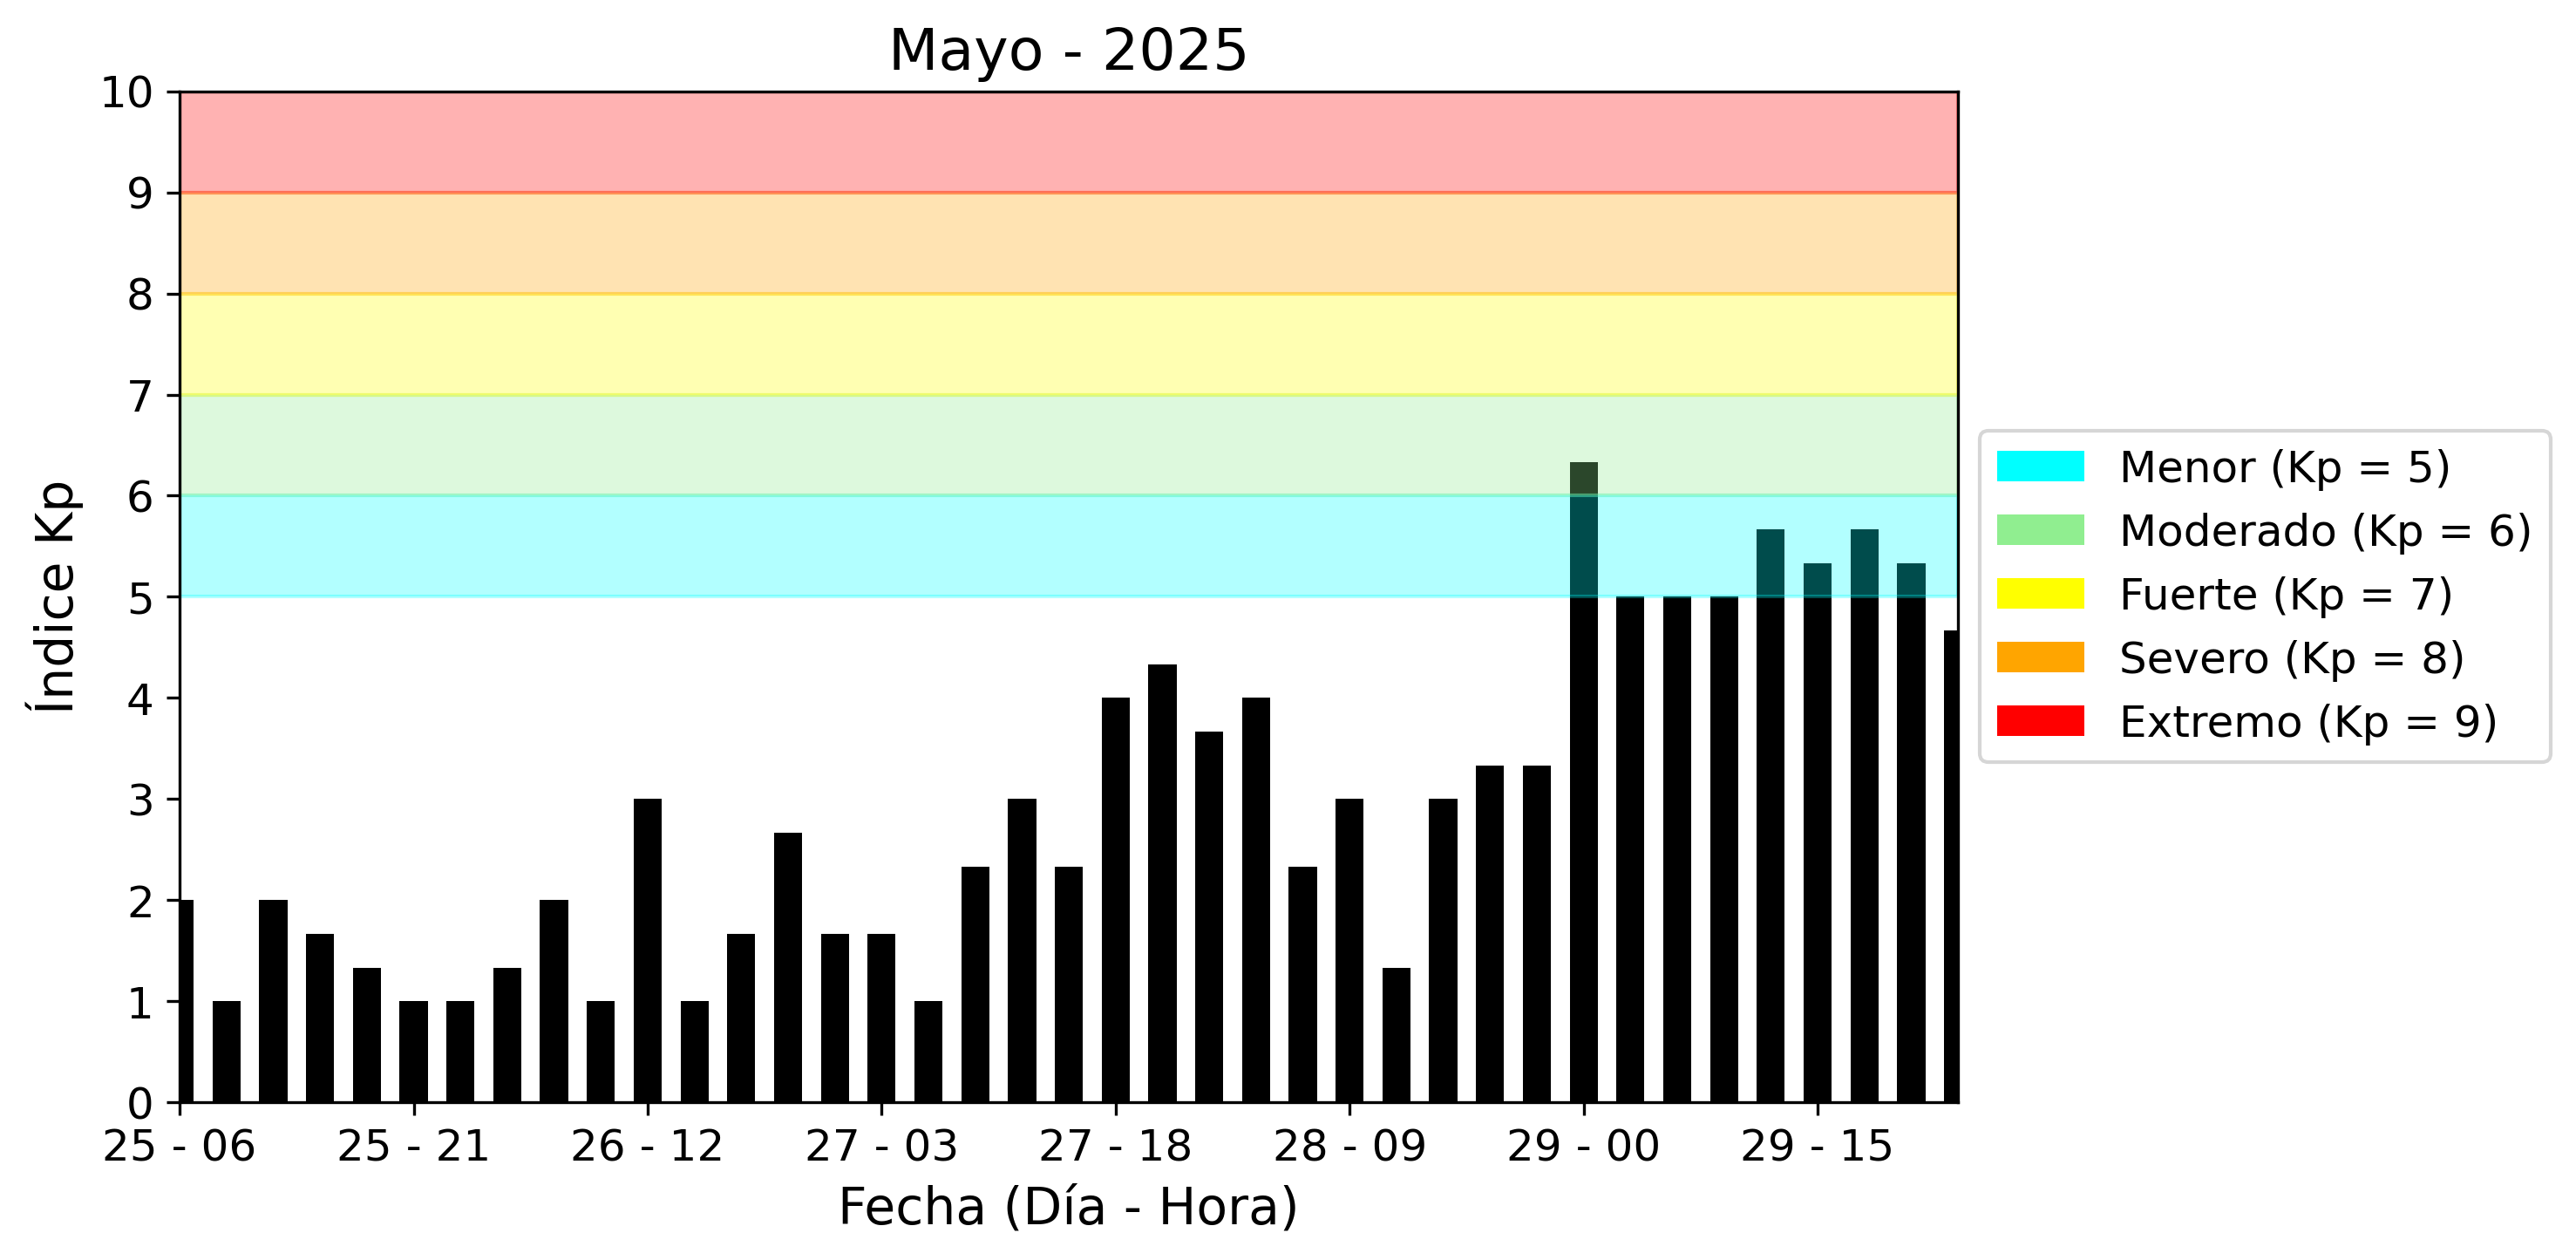 Mayo - 2025
10
9
8
7
6
5
4
3
2
1
0
Índice Kp
25 - 06
25 - 21
26 - 12
27 - 03
27 - 18
28 - 09
29 - 00
29 - 15
Fecha (Día - Hora)
Menor (Kp = 5)
Moderado (Kp = 6)
Fuerte (Kp = 7)
Severo (Kp = 8)
Extremo (Kp = 9)